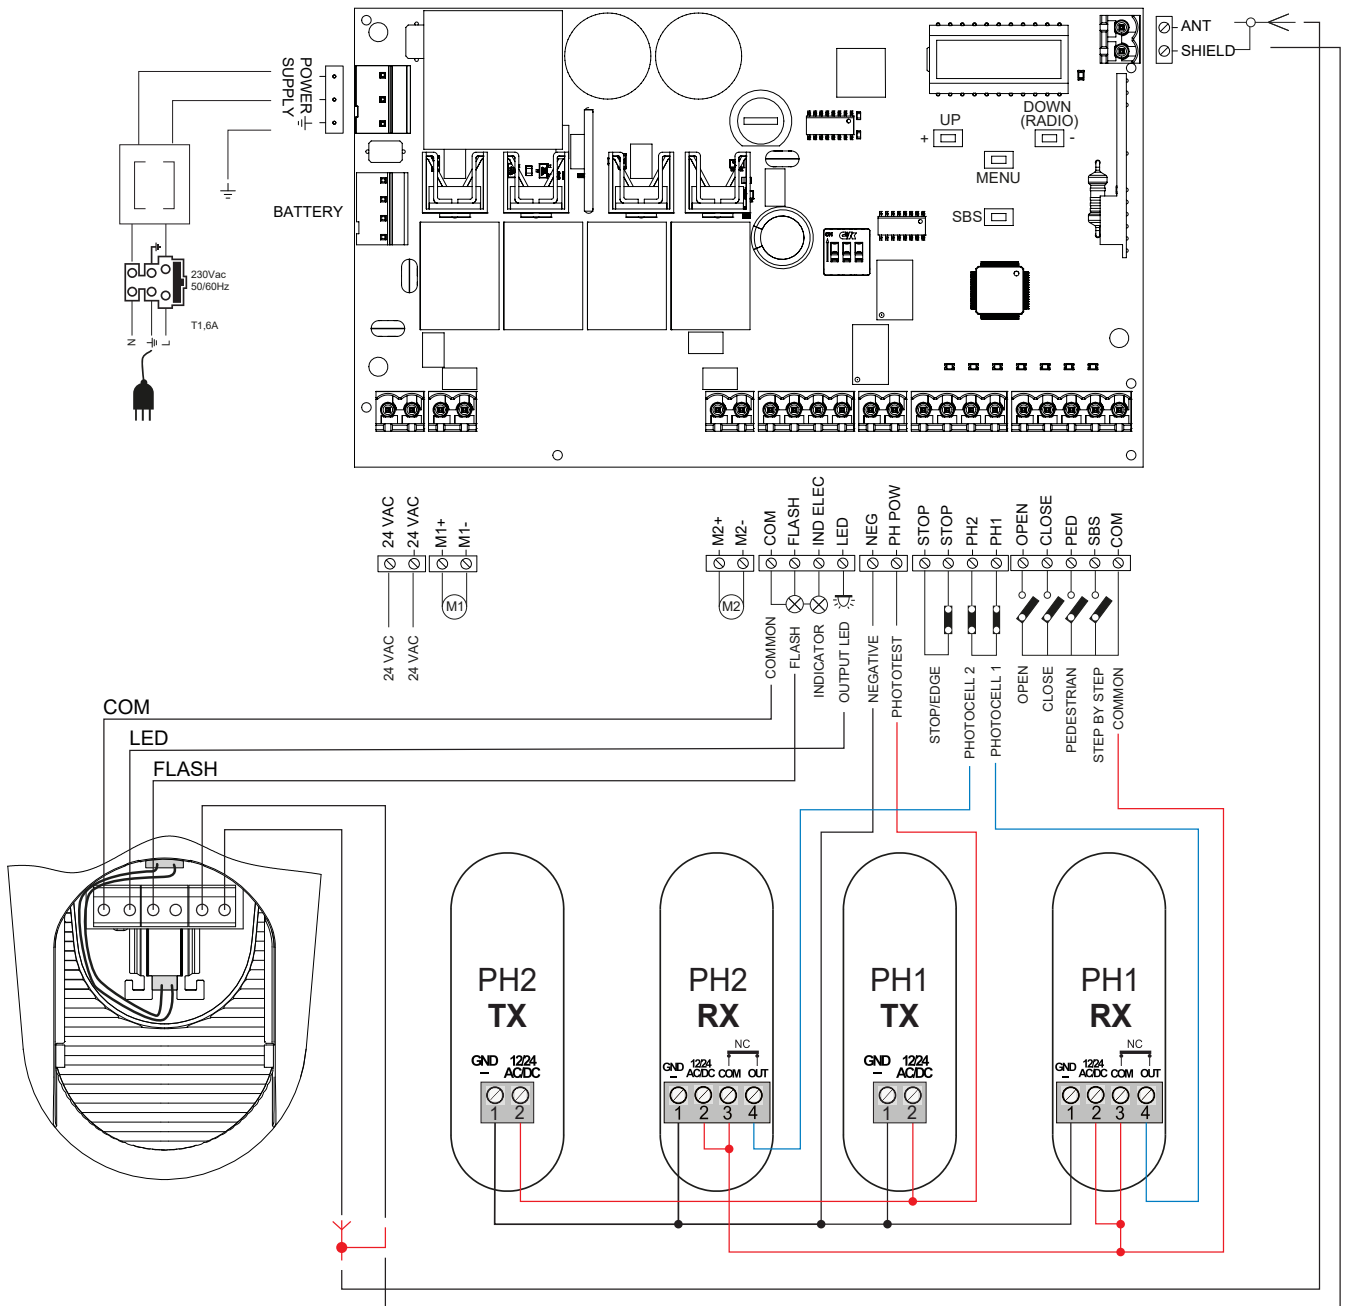 ANT
SHIELD
POWER
SUPPLY
UP
+
DOWN
(RADIO)
-
MENU
SBS
BATTERY
ON
230Vac
50/60Hz
T1,6A
N
L
24 VAC
24 VAC
M1+
M1-
M2+
M2-
COM
FLASH
IND ELEC
LED
NEG
PH POW
STOP
STOP
PH2
PH1
OPEN
CLOSE
PED
SBS
COM
M1
M2
24 VAC
24 VAC
COMMON
FLASH
INDICATOR
OUTPUT LED
NEGATIVE
PHOTOTEST
STOP/EDGE
PHOTOCELL 2
PHOTOCELL 1
OPEN
CLOSE
PEDESTRIAN
STEP BY STEP
COMMON
COM
LED
FLASH
PH2
TX
GND
–
12/24
AC/DC
1 2
PH2
RX
NC
GND
–
12/24
AC/DC
COM
OUT
1 2 3 4
PH1
TX
GND
–
12/24
AC/DC
1 2
PH1
RX
NC
GND
–
12/24
AC/DC
COM
OUT
1 2 3 4